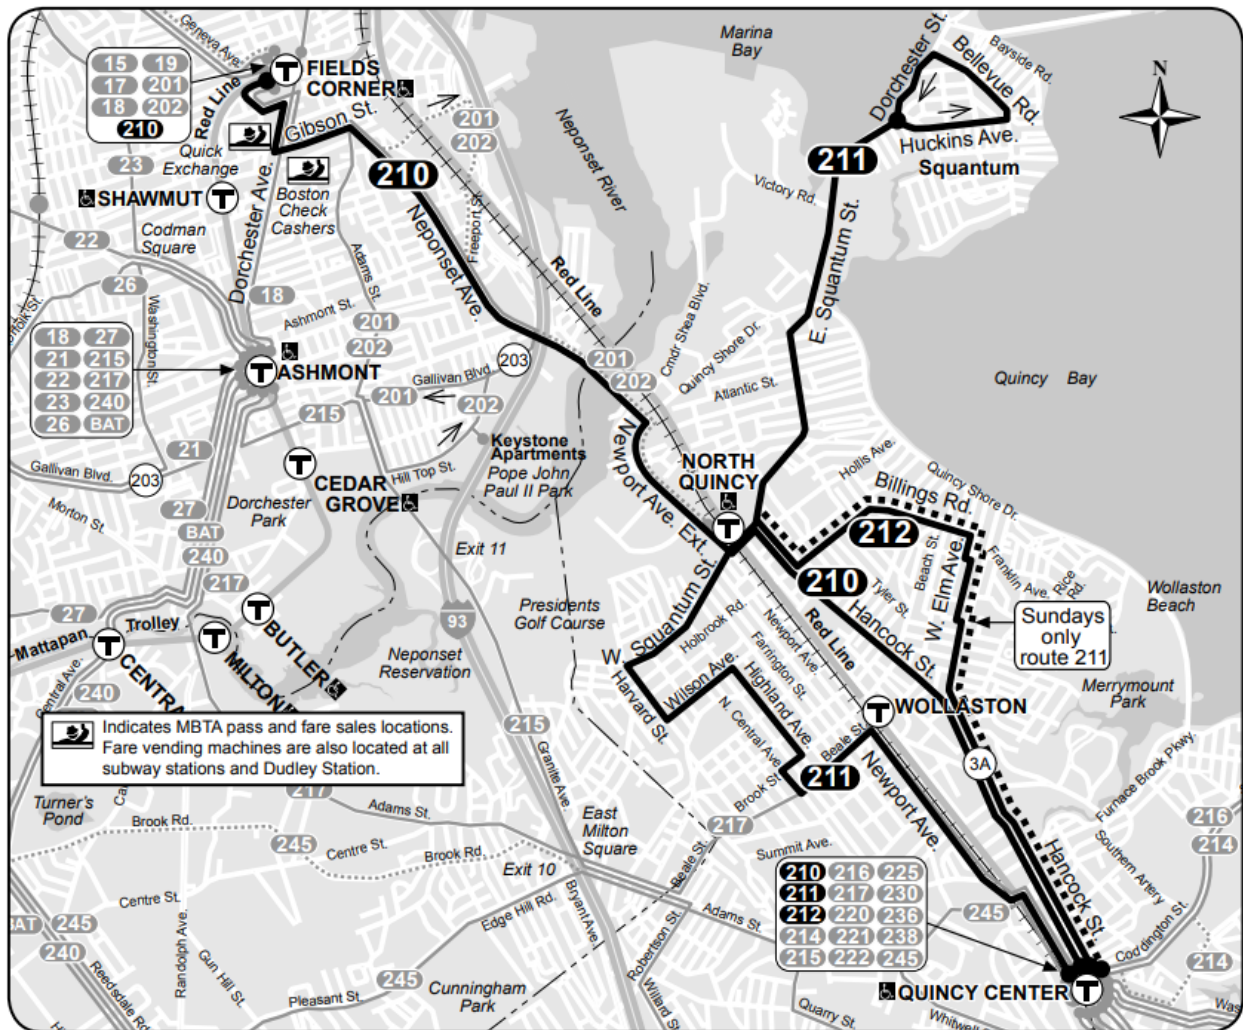 Geneva Ave.
15 19
17 201
18 202
210
FIELDS
CORNER
Red Line
Gibson St.
201
202
23
Quick
Exchange
SHAWMUT
Boston
Check
Cashers
210
Codman
Square
22
26
Dorchester Ave.
Neponset Ave.
Freeport St.
Adams St.
Washington St.
18
Ashmont St.
201
202
Red Line
Neponset River
Marina
Bay
Dorchester St.
Bellevue Rd.
Bayside Rd.
Huckins Ave.
Squantum
211
Victory Rd.
E. Squantum St.
N
18 27
21 215
22 217
23 240
26 BAT
ASHMONT
Gallivan Blvd.
203
201
202
215
201
202
Cmdr Shea Blvd.
Quincy Shore Dr.
Atlantic St.
Quincy Bay
21
Gallivan Blvd.
203
Morton St.
27
BAT
240
217
Dorchester
Park
CEDAR
GROVE
Hill Top St.
Keystone
Apartments
Pope John
Paul II Park
Newport Ave. Ext.
NORTH
QUINCY
Hollis Ave.
Quincy Shore Dr.
Billings Rd.
212
Exit 11
93
W. Squantum St.
210
Tyler St.
Beach St.
W. Elm Ave.
Franklin Ave.
Rice
Rd.
Wollaston
Beach
Sundays
only
route 211
27
Mattapan
Trolley
BUTLER
MILTON
CENTRA
Central Ave.
240
Presidents
Golf Course
Neponset
Reservation
Holbrook Rd.
Newport Ave.
Farrington St.
Red Line
Hancock St.
Harvard St.
Wilson Ave.
Highland Ave.
N. Central Ave.
Beale St.
WOLLASTON
Merrymount
Park
Indicates MBTA pass and fare sales locations.
Fare vending machines are also located at all
subway stations and Dudley Station.
215
Granite Ave.
211
Brook St.
Newport Ave.
3A
Furnace Brook Pkwy.
Turner's
Pond
217
Adams St.
Brook Rd.
245
Centre St.
Brook Rd.
East
Milton
Square
217
Beale St.
Summit Ave.
216
214
Southern Artery
Hancock St.
Exit 10
Centre St.
Edge Hill Rd.
Bryant Ave.
Adams St.
210 216 225
211 217 230
212 220 236
214 221 238
215 222 245
245
Coddington St.
214
245
240
Reedsdale Rd.
Randolph Ave.
Gun Hill St.
Pleasant St.
245
Cunningham
Park
Robertson St.
Willard St.
Quarry St.
QUINCY CENTER
Whitwell
Was